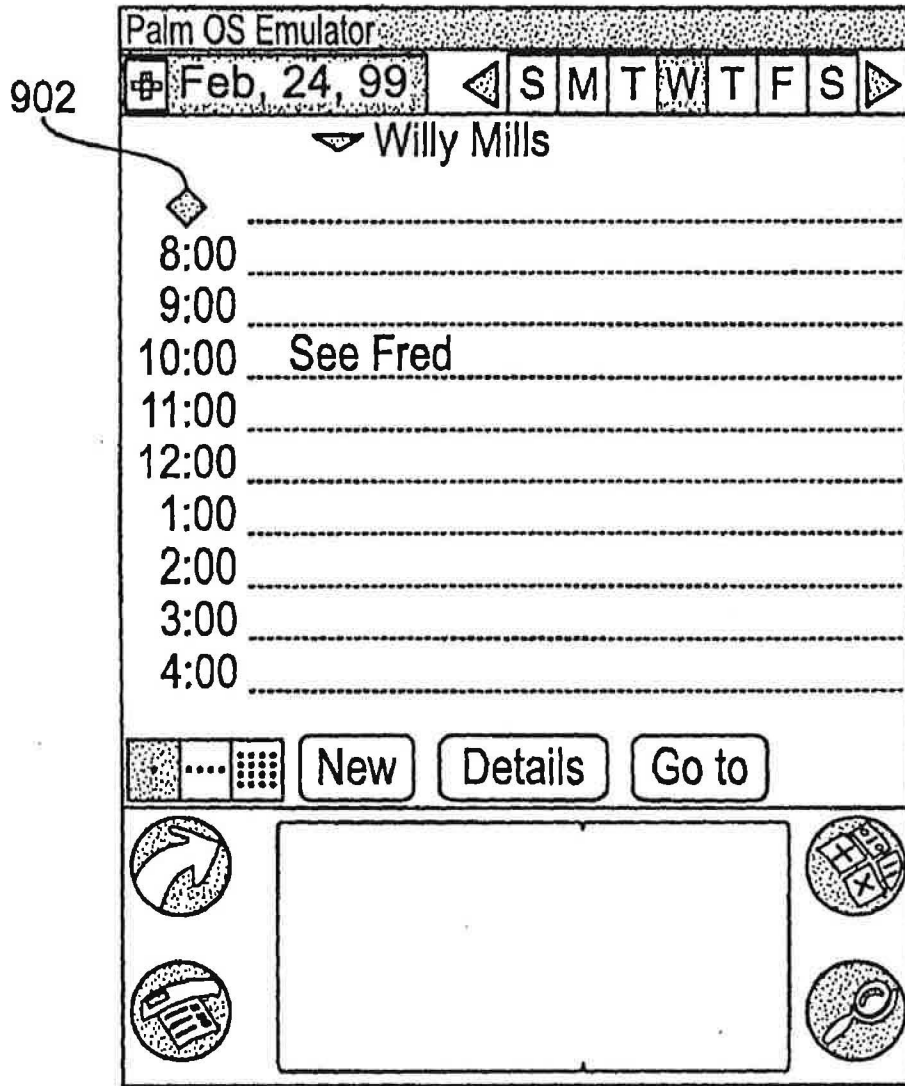 Palm OS Emulator
Feb, 24, 99 S M T W T F S
902
Willy Mills
8:00
9:00
10:00 See Fred
11:00
12:00
1:00
2:00
3:00
4:00
New Details Go to